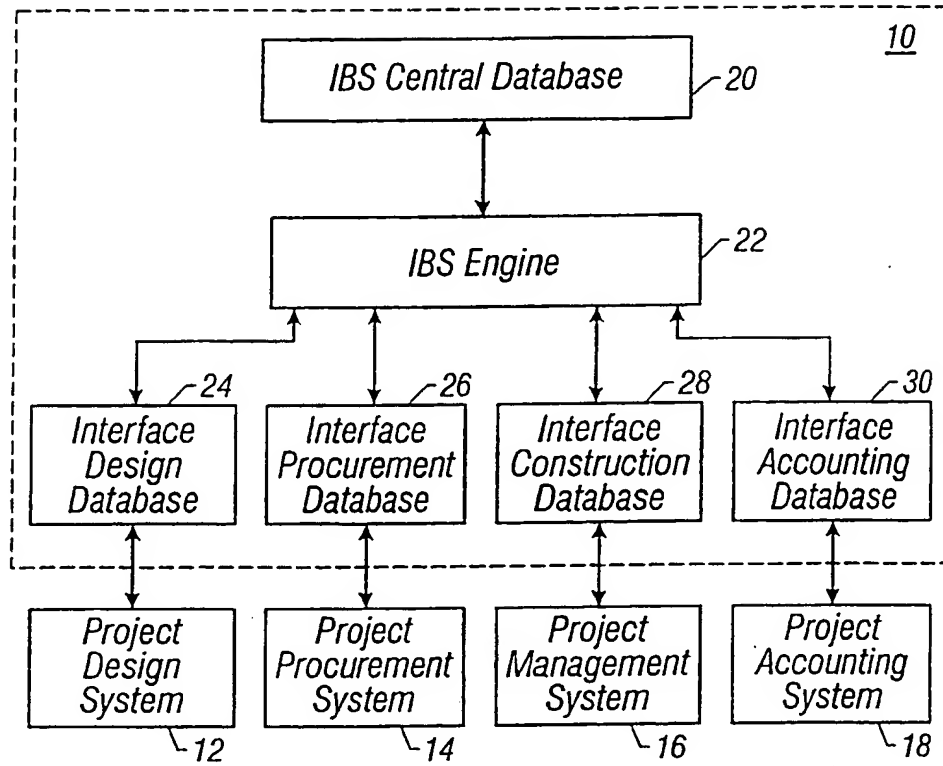 10
IBS Central Database
20
IBS Engine
22
24
26
28
30
Interface
Design
Database
Interface
Procurement
Database
Interface
Construction
Database
Interface
Accounting
Database
Project
Design
System
Project
Procurement
System
Project
Management
System
Project
Accounting
System
12
14
16
18